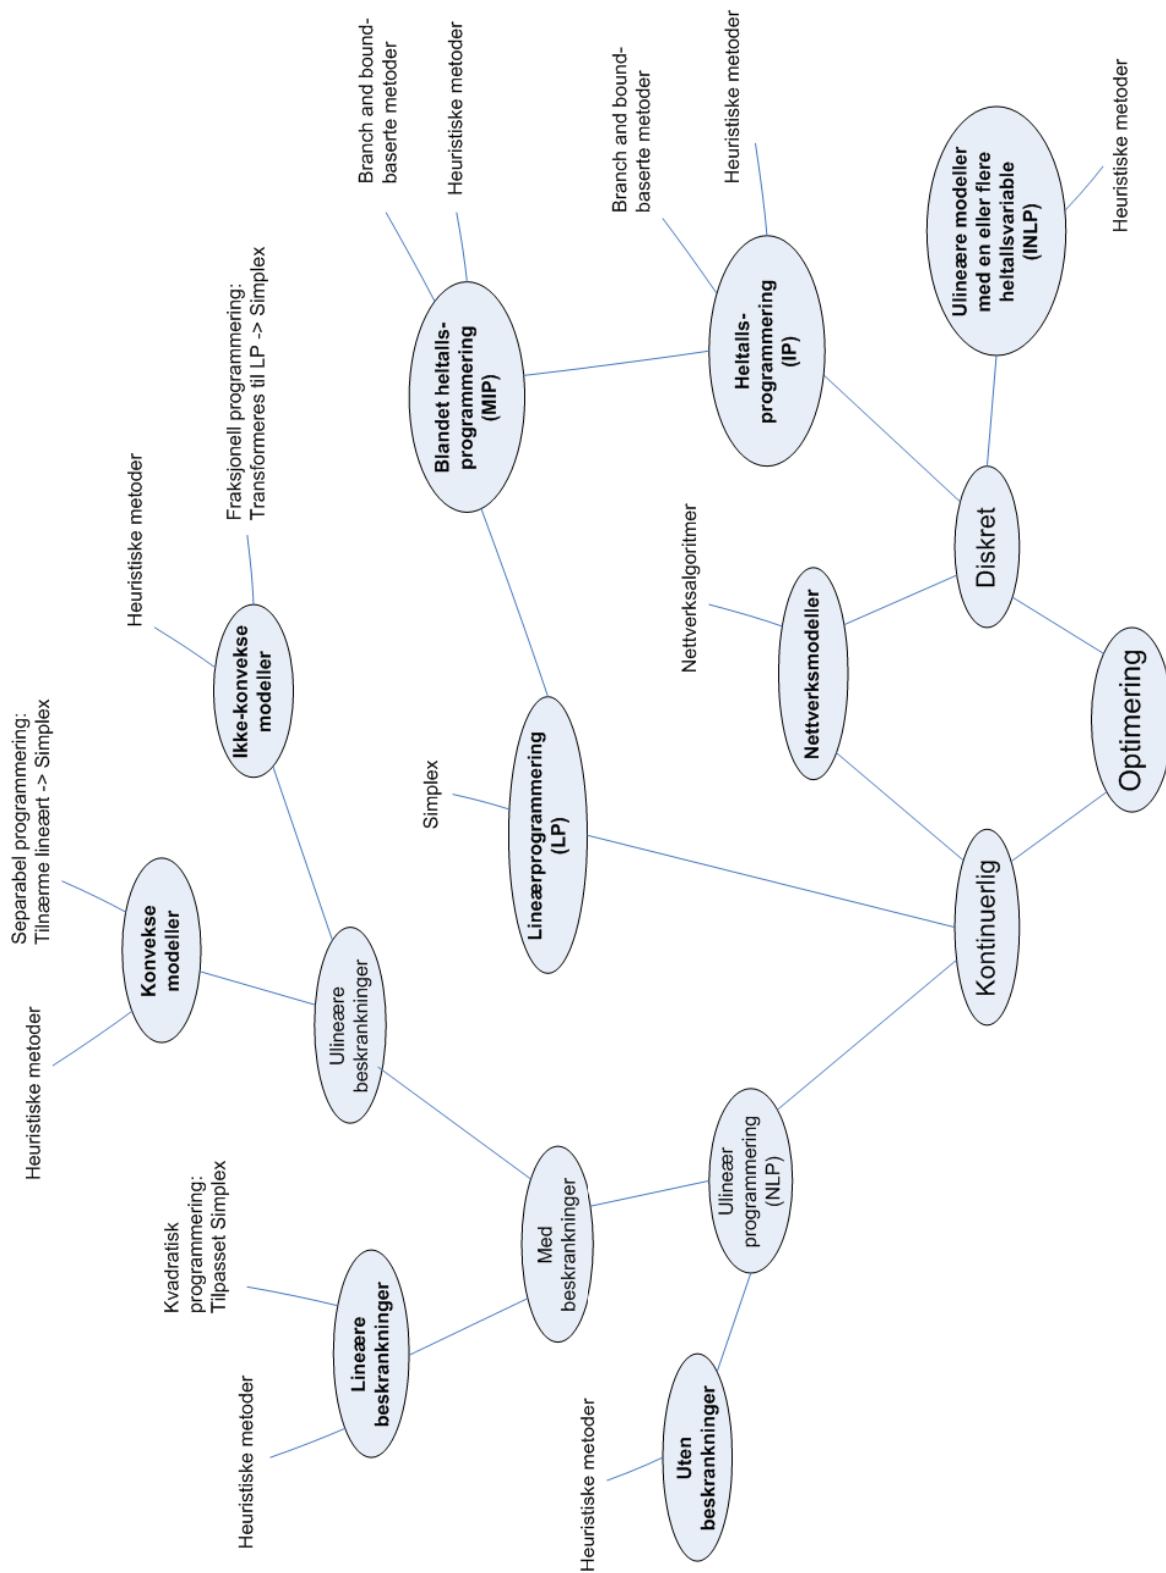 Separabel programmering:
Tilnærme lineært -> Simplex
Heuristiske metoder
Konvekse
modeller
Heuristiske metoder
Fraksjonell programmering:
Transformeres til LP -> Simplex
Ikke-konvekse
modeller
Kvadratisk
programmering:
Tilpasset Simplex
Heuristiske metoder
Lineære
beskrankninger
Ulineære
beskrankninger
Branch and bound-
baserte metoder
Heuristiske metoder
Blandet heltalls-
programmering
(MIP)
Simplex
Lineærprogrammering
(LP)
Med
beskrankninger
Heuristiske metoder
Uten
beskrankninger
Ulineær
programmering
(NLP)
Nettverksalgoritmer
Nettverksmodeller
Branch and bound-
baserte metoder
Heuristiske metoder
Heltalls-
programmering
(IP)
Kontinuerlig
Diskret
Ulineære modeller
med en eller flere
heltallsvariable
(INLP)
Heuristiske metoder
Optimering